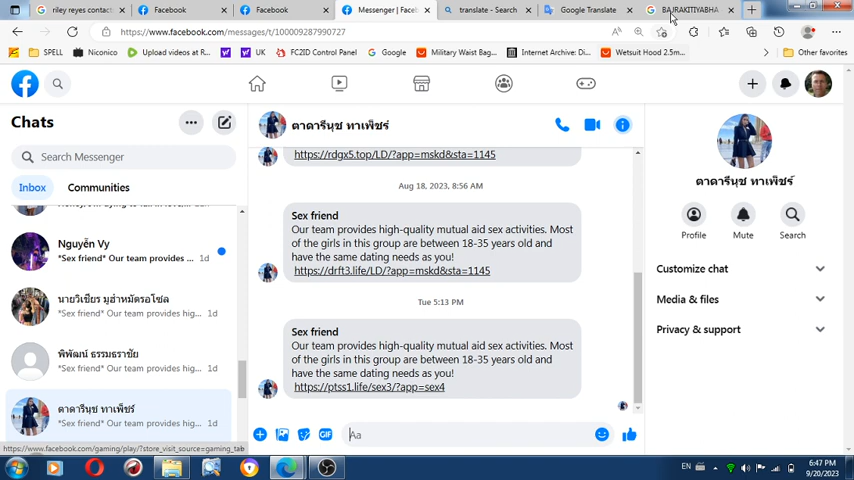 riley reyes contact
Facebook
Facebook
Messenger | Faceb
translate - Search
Google Translate
BAJRAKITIYABHA
https://www.facebook.com/messages/t/100009287990727
SPELL
Niconico
Upload videos at R...
UK
FC2ID Control Panel
Google
Military Waist Bag...
Internet Archive: Di...
Wetsuit Hood 2.5m...
Other favorites
Chats
Search Messenger
Inbox
Communities
Nguyễn Vy
*Sex friend* Our team provides ... 1d
นายวิเชียร มูฮำหมัดรอโซล
*Sex friend* Our team provides hig... 1d
พิพัฒน์ ธรรมธราชัย
*Sex friend* Our team provides hig... 1d
ตาดารีนุช ทาเพ็ชร์
*Sex friend* Our team provides hig... 1d
https://www.facebook.com/gaming/play/?store_visit_source=gaming_tab
ตาดารีนุช ทาเพ็ชร์
https://rdgx5.top/LD/?app=mskd&sta=1145
Aug 18, 2023, 8:56 AM
Sex friend
Our team provides high-quality mutual aid sex activities. Most
of the girls in this group are between 18-35 years old and
have the same dating needs as you!
https://drft3.life/LD/?app=mskd&sta=1145
Tue 5:13 PM
Sex friend
Our team provides high-quality mutual aid sex activities. Most
of the girls in this group are between 18-35 years old and
have the same dating needs as you!
https://ptss1.life/sex3/?app=sex4
GIF
Aa
ตาดารีนุช ทาเพ็ชร์
Profile
Mute
Search
Customize chat
Media & files
Privacy & support
EN
6:47 PM
9/20/2023